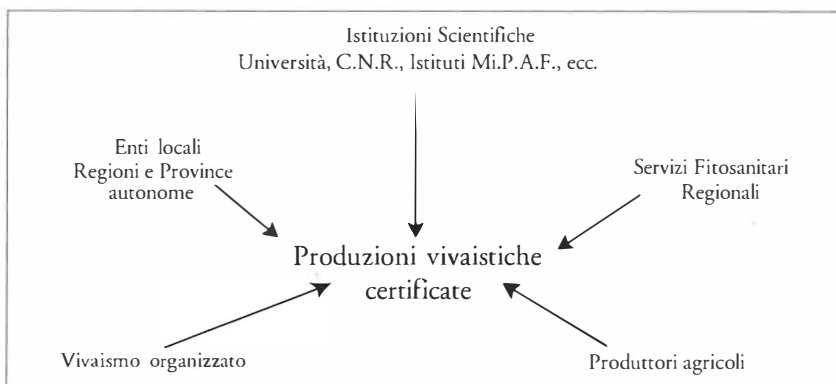 Istituzioni Scientifiche
Università, C.N.R., Istituti Mi.P.A.F., ecc.
Enti locali
Regioni e Province
autonome
Servizi Fitosanitari
Regionali
Produzioni vivaistiche
certificate
Vivaismo organizzato
Produttori agricoli